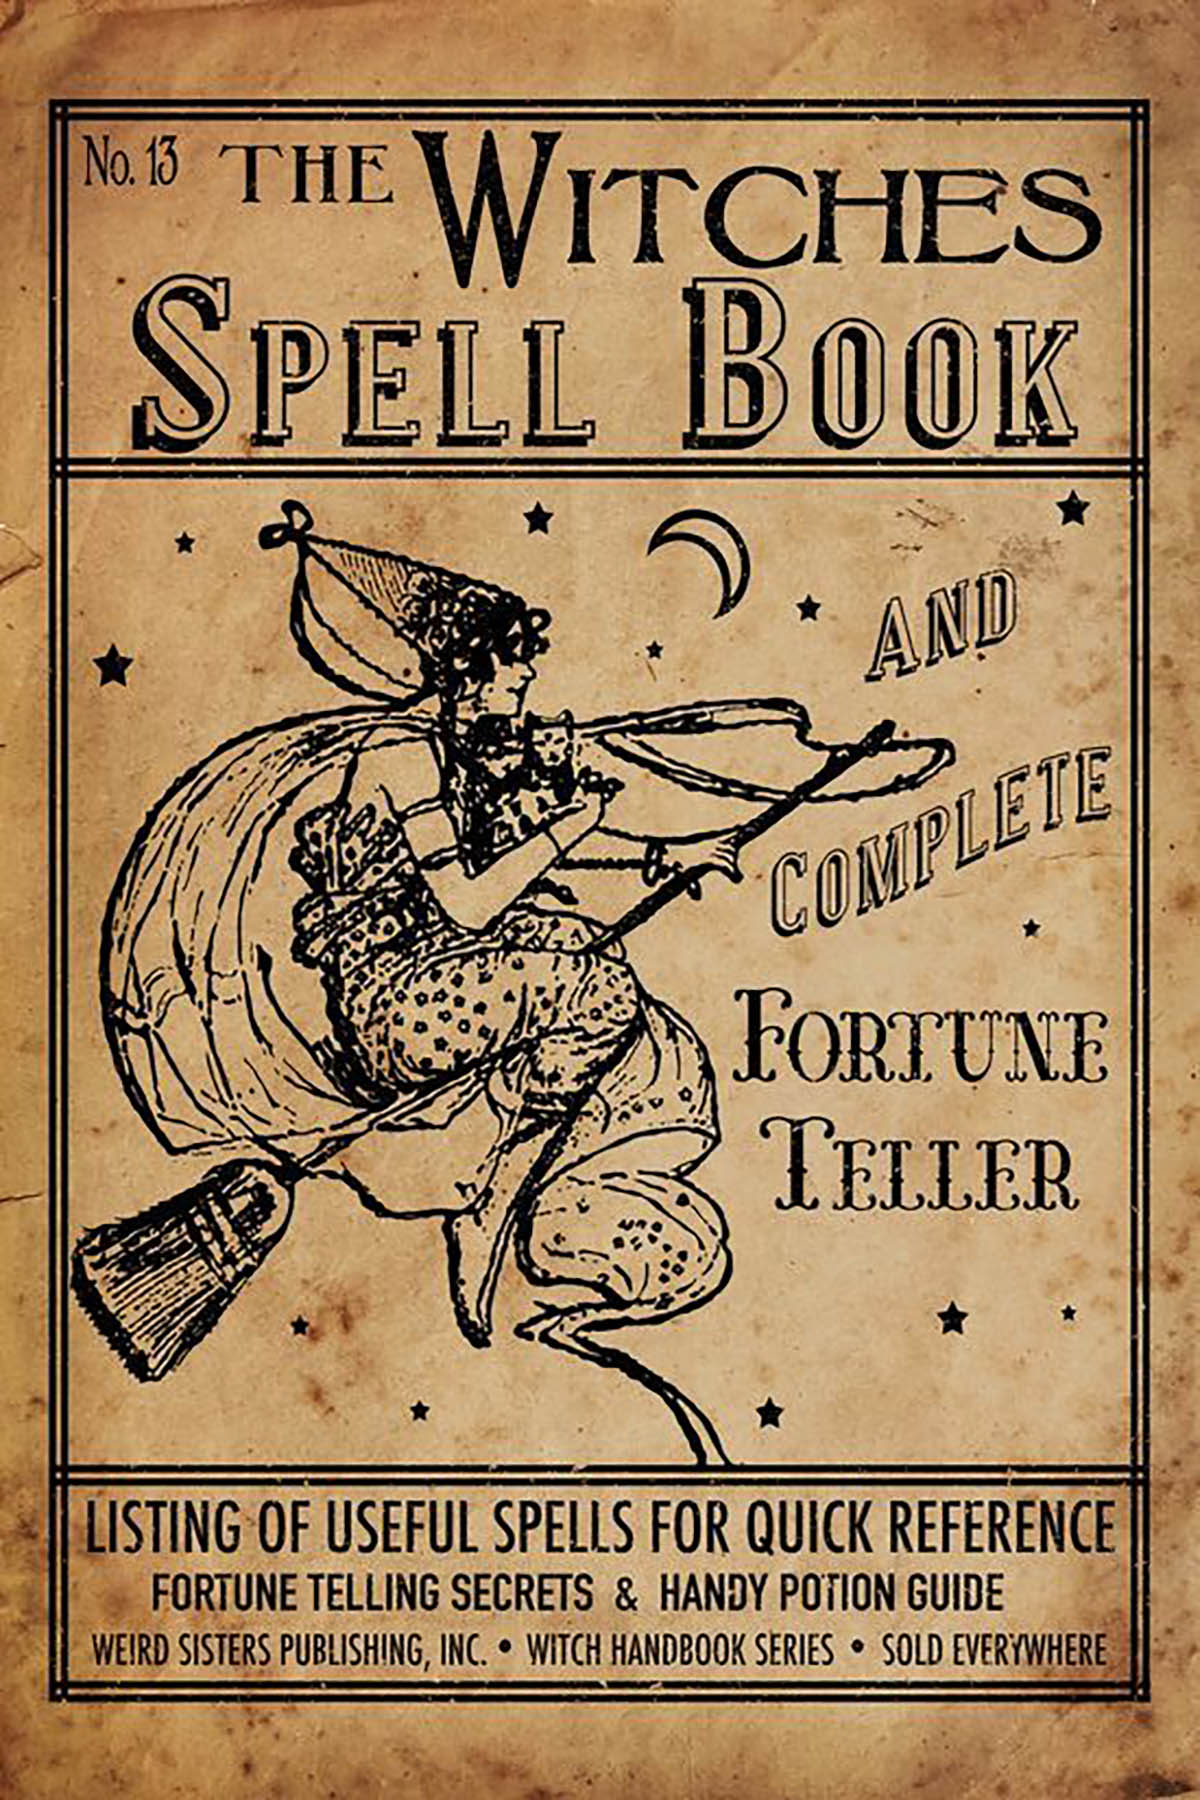 No. 13 THE WITCHES
SPELL BOOK
AND
COMPLETE
FORTUNE
TELLER
LISTING OF USEFUL SPELLS FOR QUICK REFERENCE
FORTUNE TELLING SECRETS & HANDY POTION GUIDE
WEIRD SISTERS PUBLISHING, INC. • WITCH HANDBOOK SERIES • SOLD EVERYWHERE